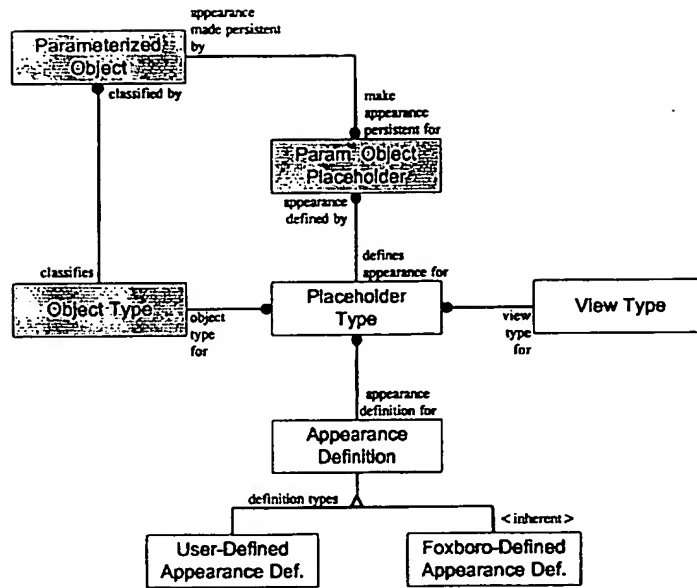 appearance
made persistent
by
Parameterized
Object
classified by
make
appearance
persistent for
Param. Object
Placeholder
appearance
defined by
defines
appearance for
classifies
Object Type
object
type
for
Placeholder
Type
view
type
for
View Type
appearance
definition for
Appearance
Definition
definition types
< inherent >
User-Defined
Appearance Def.
Foxboro-Defined
Appearance Def.